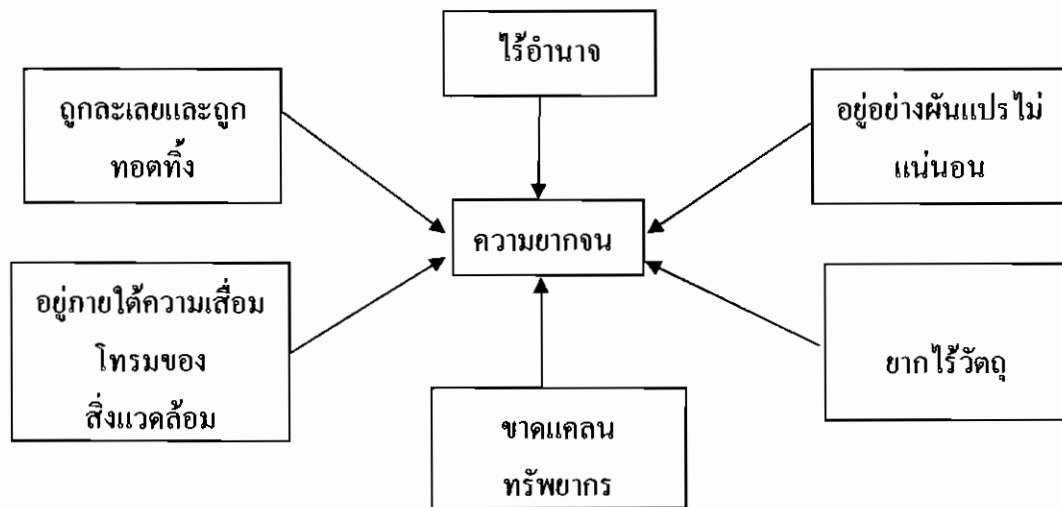 ไร้อำนาจ
ถูกละเลยและถูก
ทอดทิ้ง
อยู่อย่างผันแปรไม่
แน่นอน
ความยากจน
อยู่ภายใต้ความเสื่อม
โทรมของ
สิ่งแวดล้อม
ยากไร้วัตถุ
ขาดแคลน
ทรัพยากร